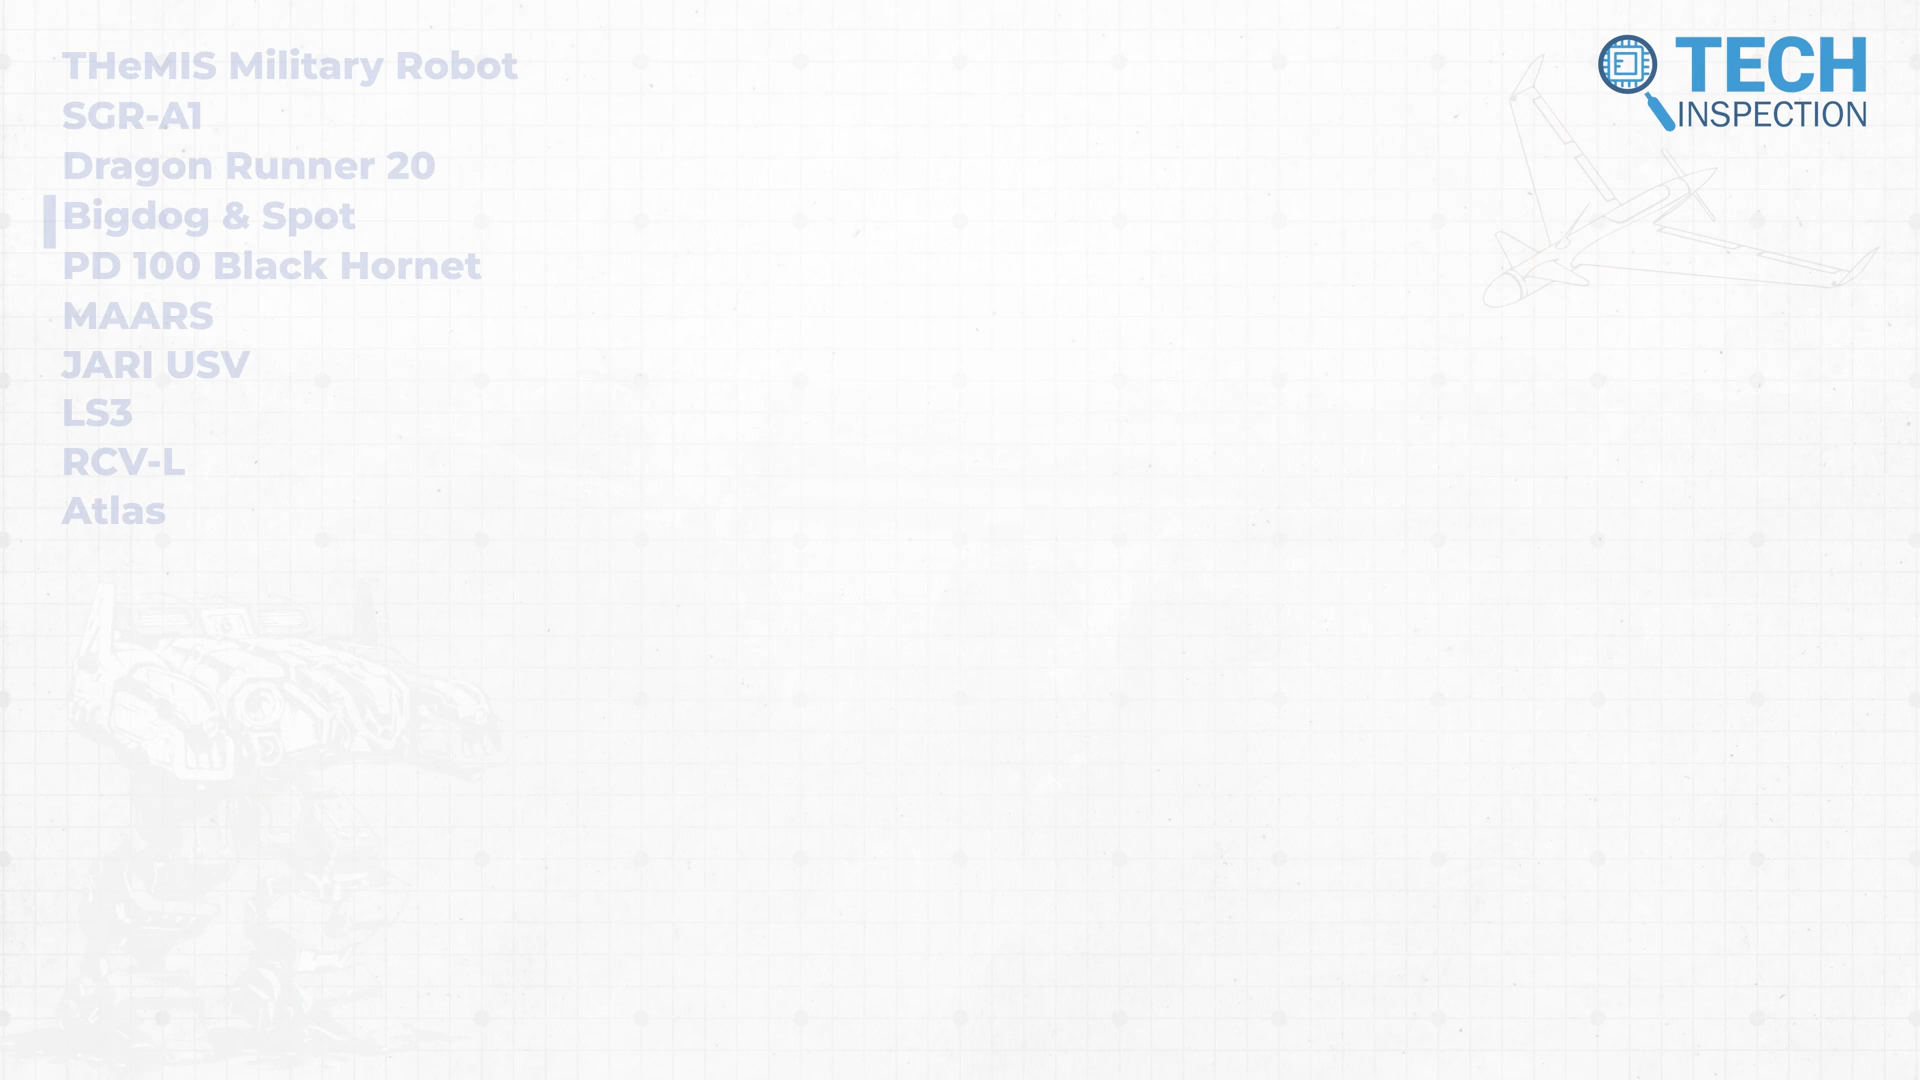 THeMIS Military Robot
SGR-A1
Dragon Runner 20
Bigdog & Spot
PD 100 Black Hornet
MAARS
JARI USV
LS3
RCV-L
Atlas
TECH
INSPECTION